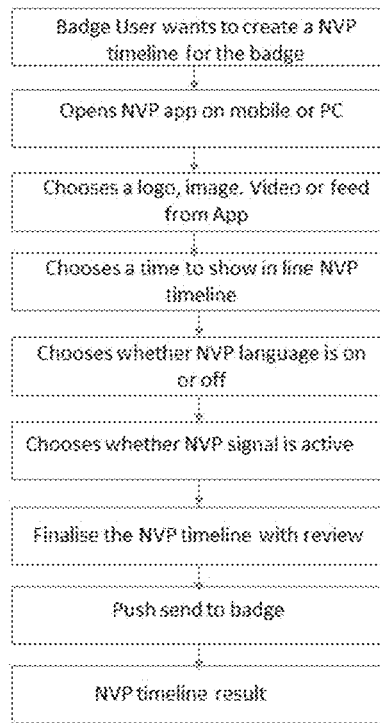 Badge User wants to create a NVP
timeline for the badge
Opens NVP app on mobile or PC
Chooses a logo, image. Video or feed
from App
Chooses a time to show in line NVP
timeline
Chooses whether NVP language is on
or off
Chooses whether NVP signal is active
Finalise the NVP timeline with review
Push send to badge
NVP timeline result